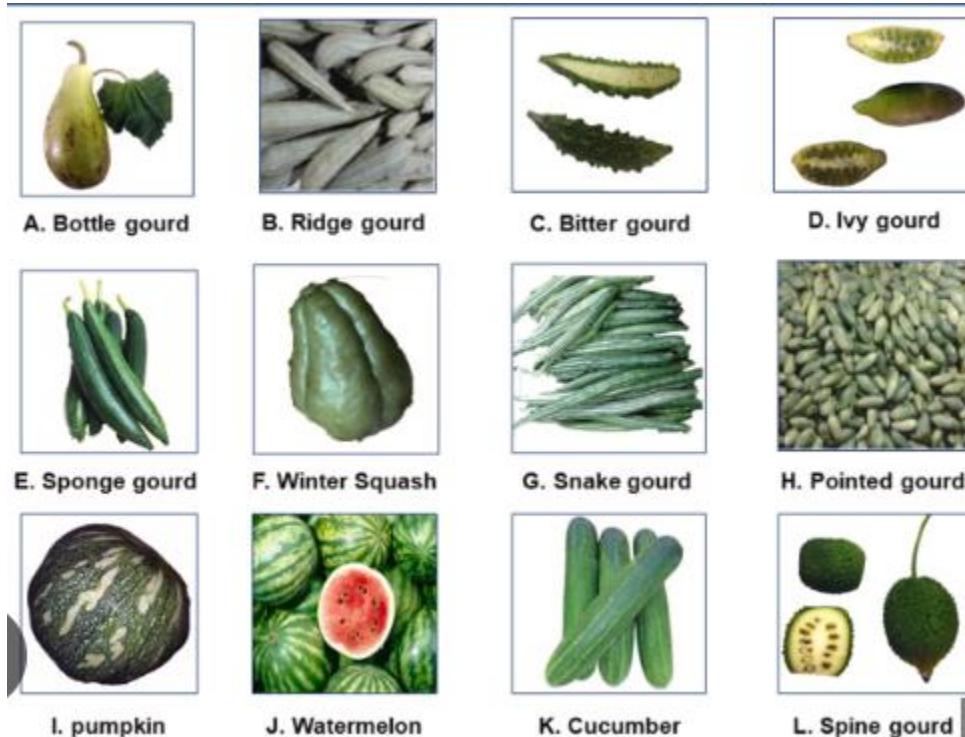 A. Bottle gourd
B. Ridge gourd
C. Bitter gourd
D. Ivy gourd
E. Sponge gourd
F. Winter Squash
G. Snake gourd
H. Pointed gourd
I. pumpkin
J. Watermelon
K. Cucumber
L. Spine gourd